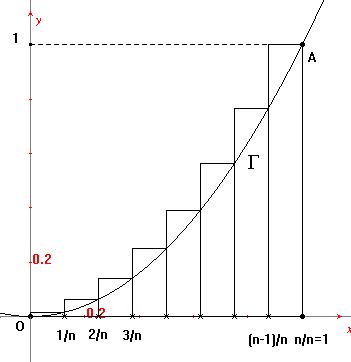 y
1
A
Γ
0.2
O
0.2
x
1/n 2/n 3/n (n-1)/n n/n=1